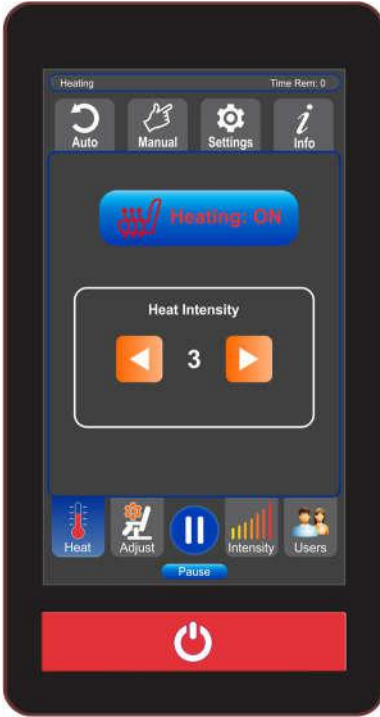 Heating Time Rem: 0
Auto Manual Settings Info
Heating: ON
Heat Intensity
3
Heat Adjust Intensity Users
Pause